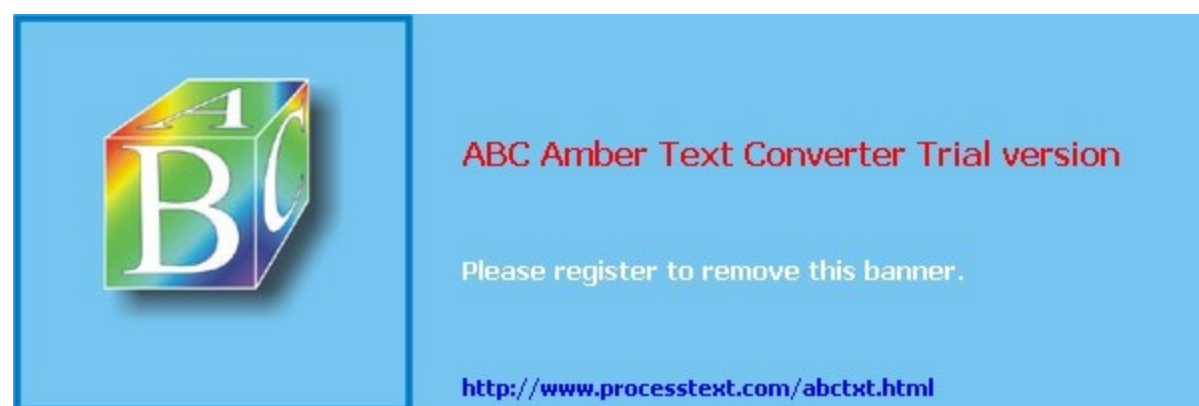 A
B
C
ABC Amber Text Converter Trial version
Please register to remove this banner.
http://www.processtext.com/abctxt.html